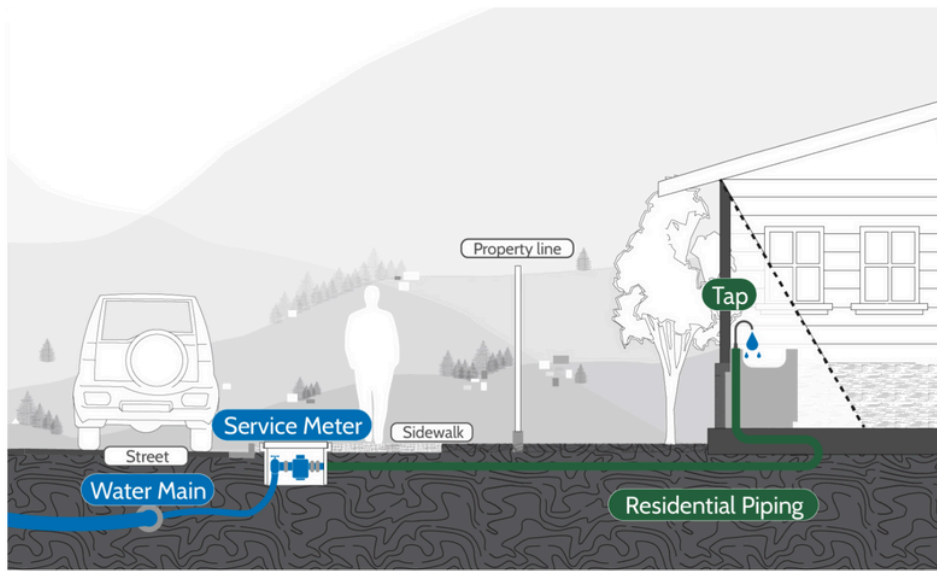 Property line
Tap
Service Meter
Sidewalk
Street
Water Main
Residential Piping